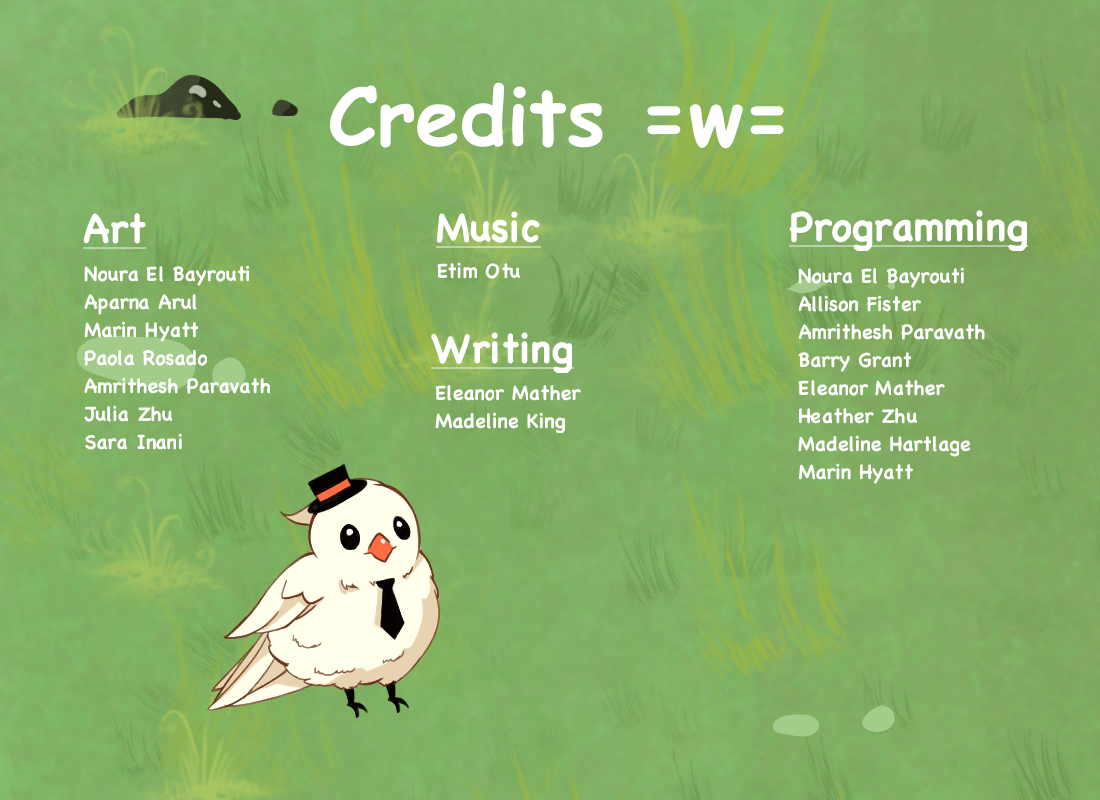 Credits =w=
Art
Noura El Bayrouti
Aparna Arul
Marin Hyatt
Paola Rosado
Amrithesh Paravath
Julia Zhu
Sara Inani
Music
Etim Otu
Writing
Eleanor Mather
Madeline King
Programming
Noura El Bayrouti
Allison Fister
Amrithesh Paravath
Barry Grant
Eleanor Mather
Heather Zhu
Madeline Hartlage
Marin Hyatt